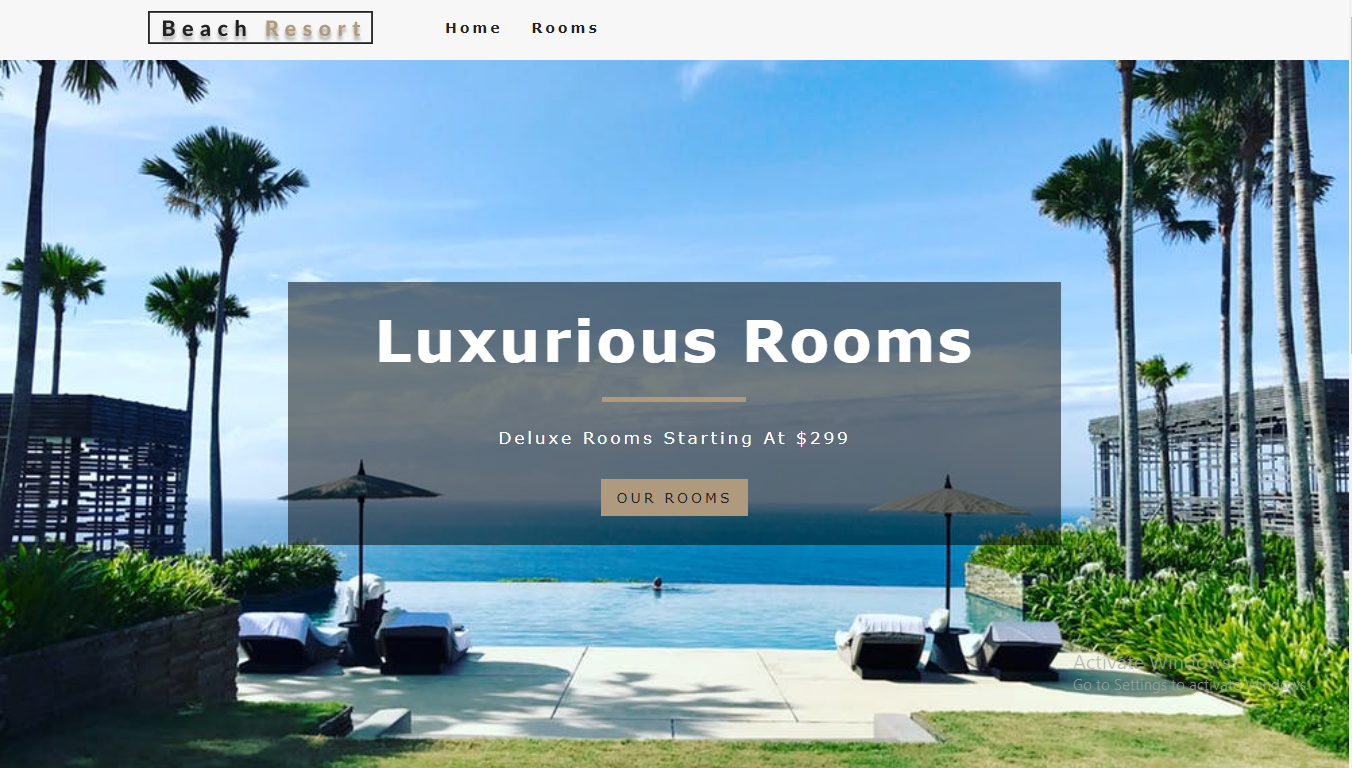 Beach Resort
Home
Rooms
Luxurious Rooms
Deluxe Rooms Starting At $299
OUR ROOMS
Activate Windows
Go to Settings to activate Windows.